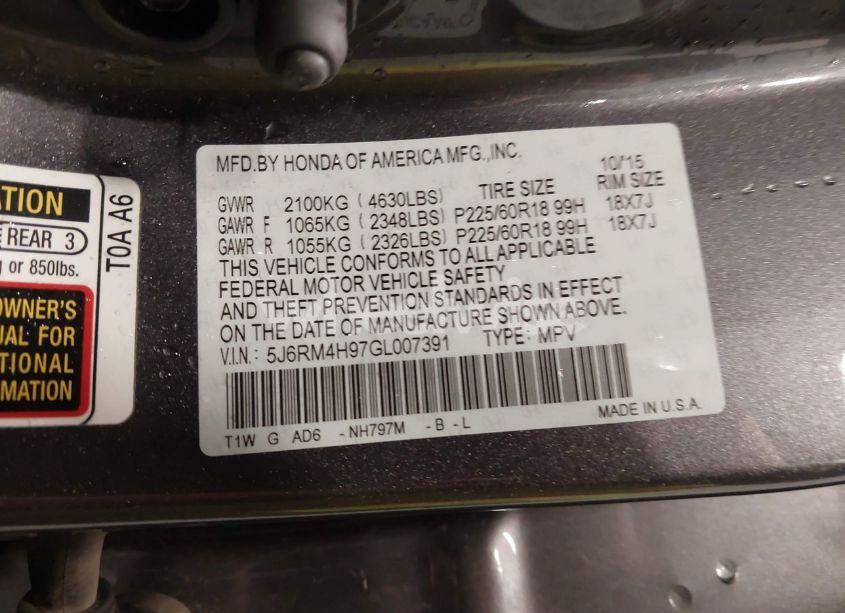 MFD.BY HONDA OF AMERICA MFG.,INC. 10/15
GVWR 2100KG ( 4630LBS) TIRE SIZE RIM SIZE
GAWR F 1065KG ( 2348LBS) P225/60R18 99H 18X7J
GAWR R 1055KG ( 2326LBS) P225/60R18 99H 18X7J
THIS VEHICLE CONFORMS TO ALL APPLICABLE
FEDERAL MOTOR VEHICLE SAFETY
AND THEFT PREVENTION STANDARDS IN EFFECT
ON THE DATE OF MANUFACTURE SHOWN ABOVE.
V.I.N.: 5J6RM4H97GL007391 TYPE: MPV
T1W G AD6 -NH797M -B -L MADE IN U.S.A.
ATION
REAR 3
or 850lbs.
OWNER'S
UAL FOR
TIONAL
RMATION
T0A A6